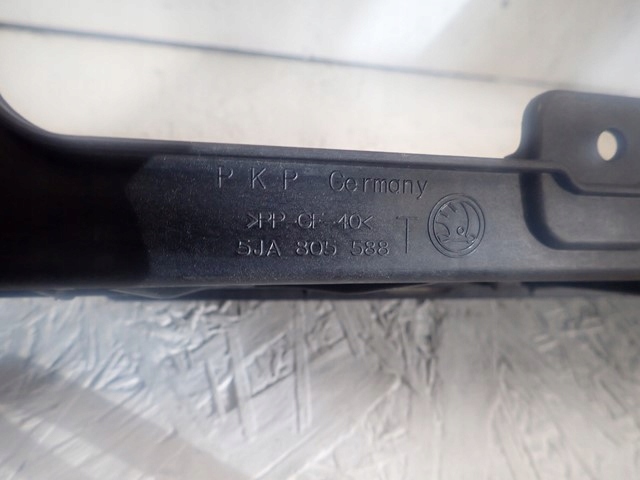 PKP Germany
>PP-GF 40<
5JA 805 588 T